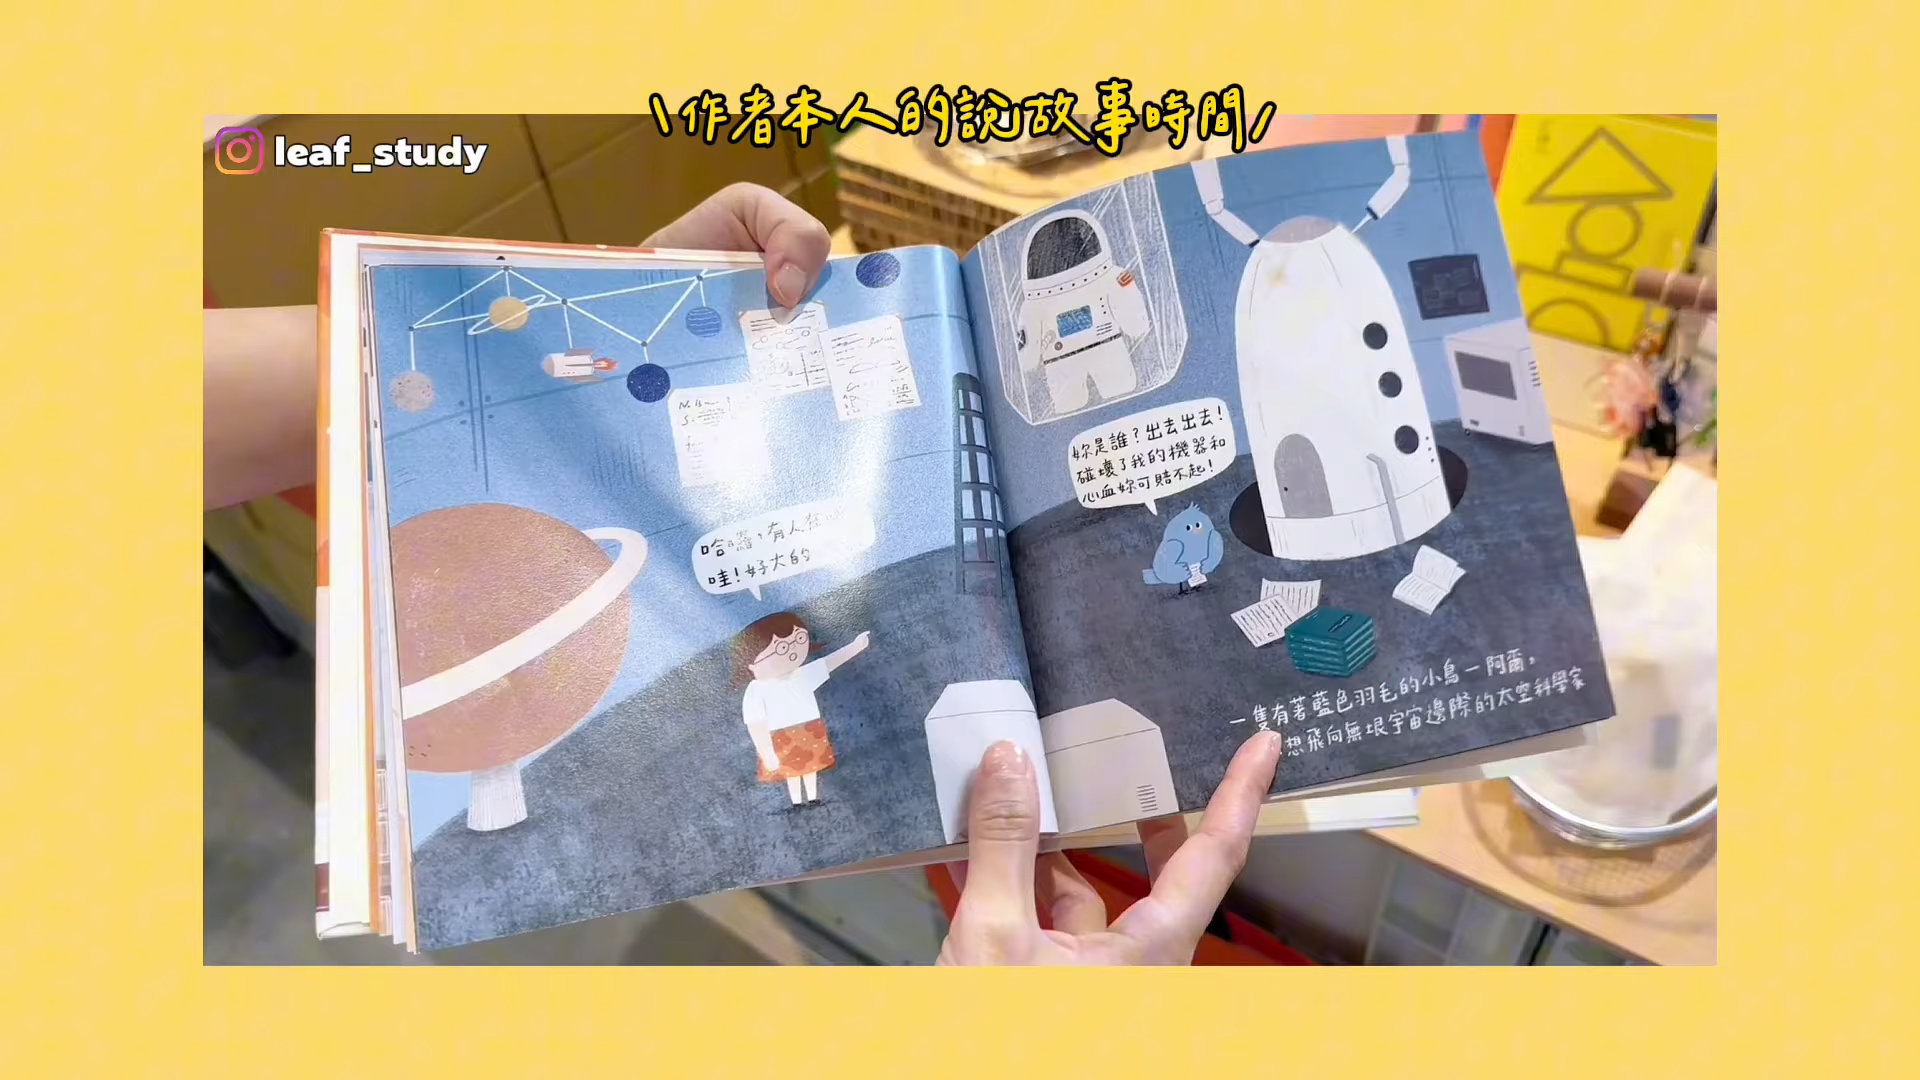 \作者本人的說故事時間/
leaf_study
哈囉，有人在
哇！好大的
妳是誰？出去出去！
碰壞了我的機器和
心血妳可賠不起！
一隻有著藍色羽毛的小鳥－阿爾，
想飛向無垠宇宙邊際的太空科學家